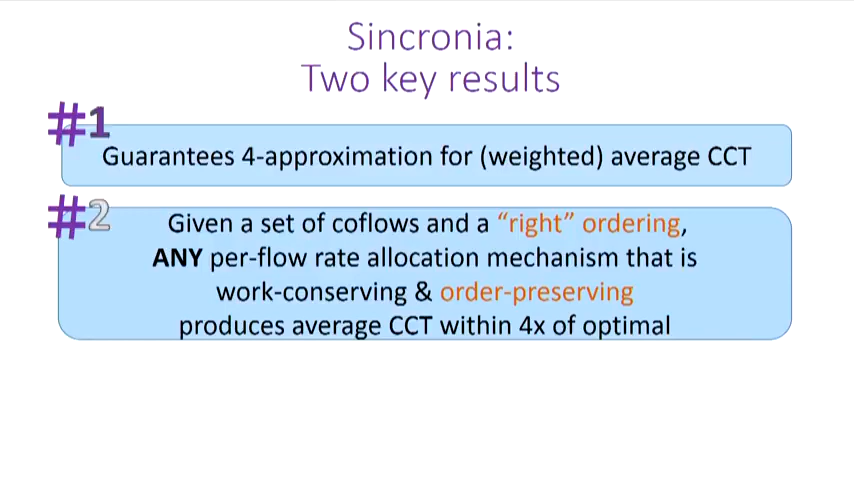 Sincronia:
Two key results
#1
Guarantees 4-approximation for (weighted) average CCT
#2
Given a set of coflows and a “right” ordering,
ANY per-flow rate allocation mechanism that is
work-conserving & order-preserving
produces average CCT within 4x of optimal